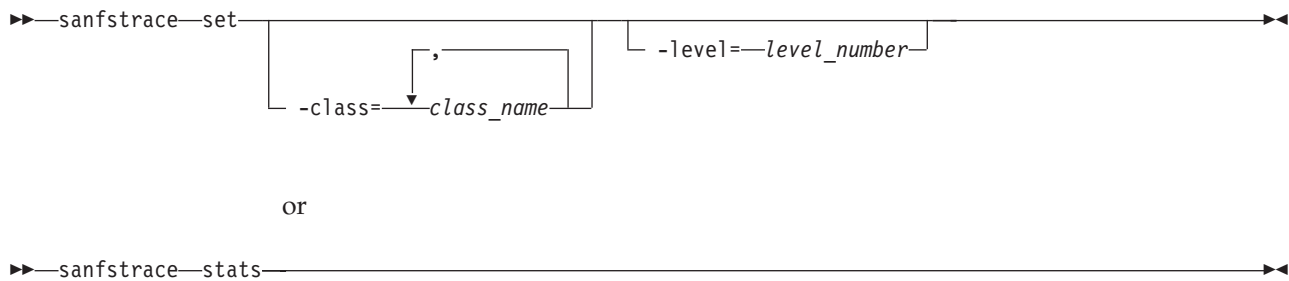 sanfstrace set
-level= level_number
,
-class= class_name
or
sanfstrace stats